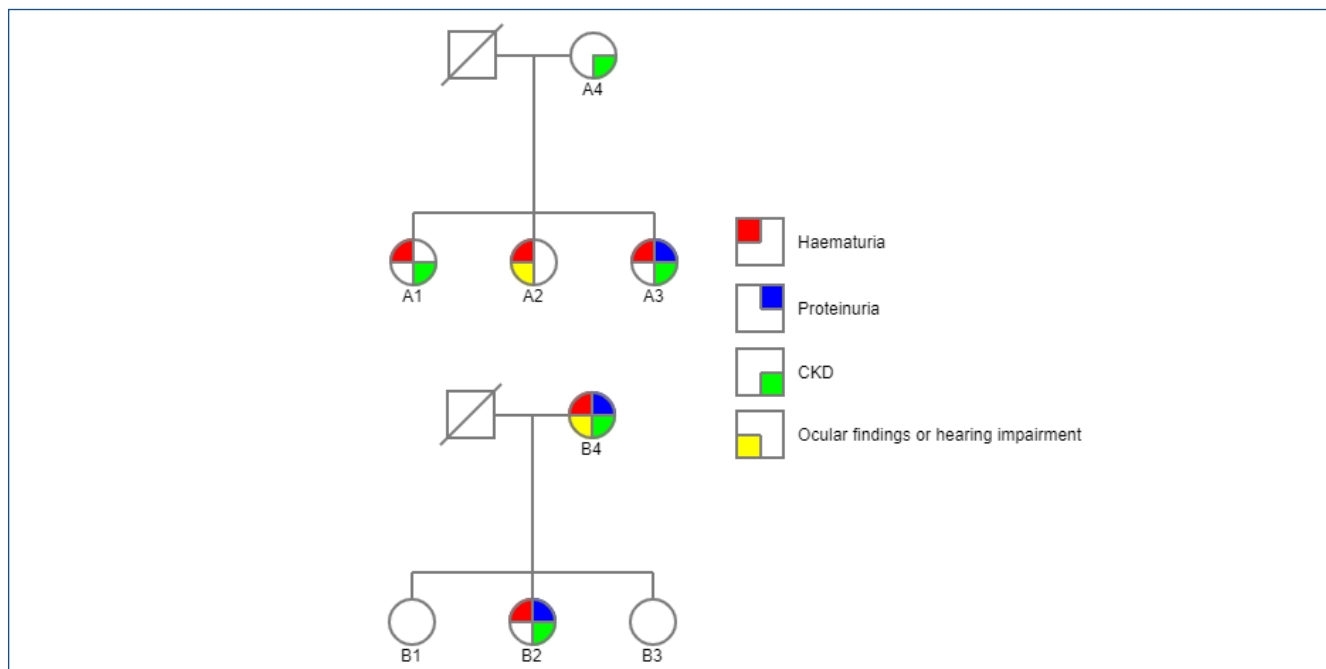 A4
A1
A2
A3
Haematuria
Proteinuria
CKD
Ocular findings or hearing impairment
B4
B1
B2
B3